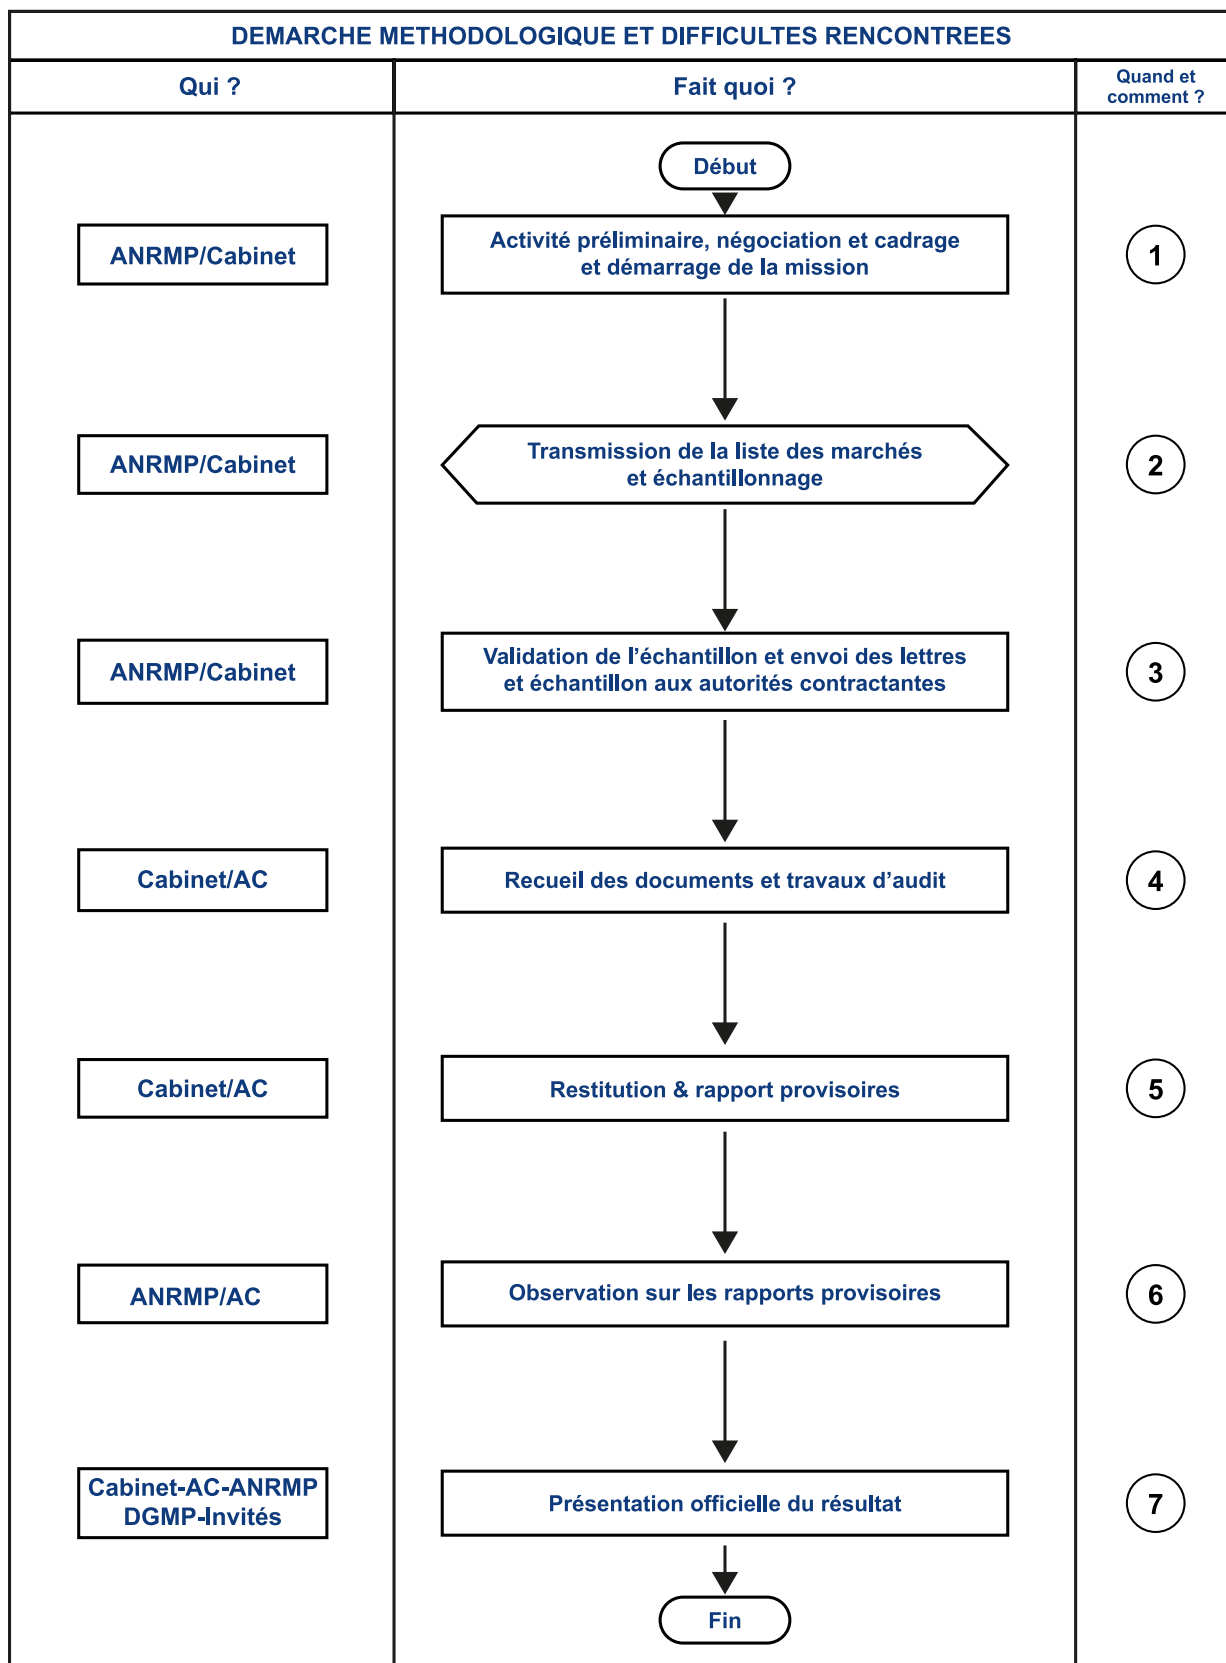 DEMARCHE METHODOLOGIQUE ET DIFFICULTES RENCONTREES
Qui ?
Fait quoi ?
Quand et
comment ?
Début
ANRMP/Cabinet
Activité préliminaire, négociation et cadrage
et démarrage de la mission
1
ANRMP/Cabinet
Transmission de la liste des marchés
et échantillonnage
2
ANRMP/Cabinet
Validation de l’échantillon et envoi des lettres
et échantillon aux autorités contractantes
3
Cabinet/AC
Recueil des documents et travaux d’audit
4
Cabinet/AC
Restitution & rapport provisoires
5
ANRMP/AC
Observation sur les rapports provisoires
6
Cabinet-AC-ANRMP
DGMP-Invités
Présentation officielle du résultat
7
Fin